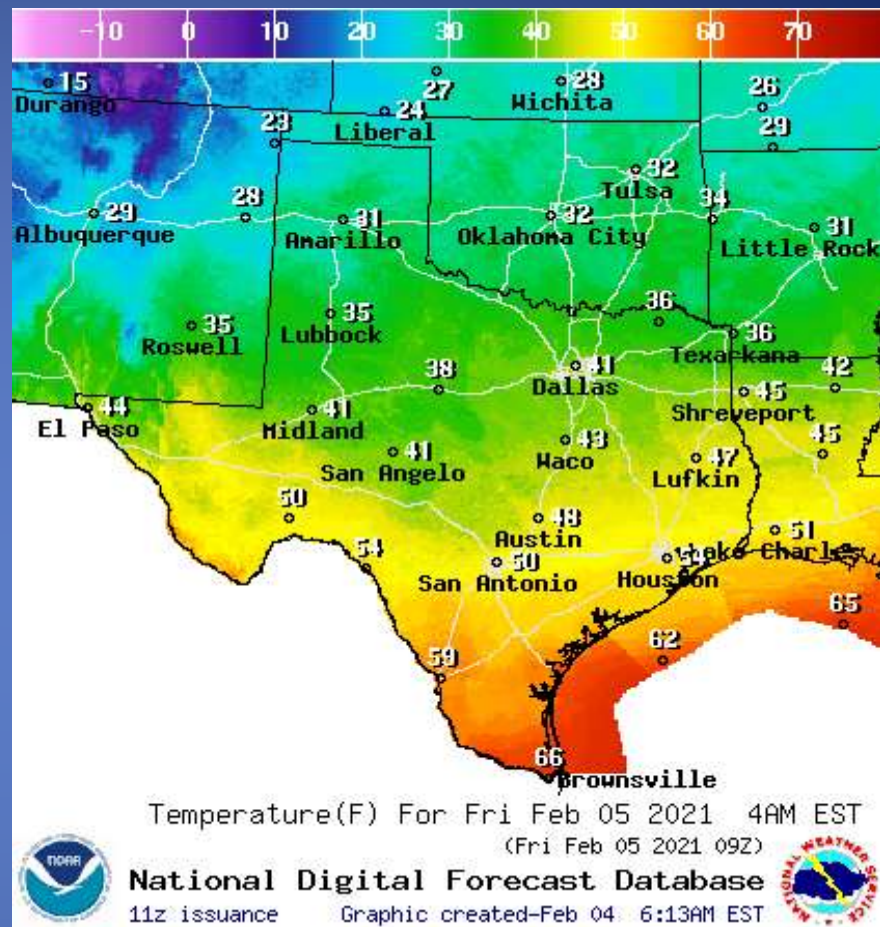 -10 0 10 20 30 40 50 60 70
15
Durango
27
28
Wichita
26
24
Liberal
23
29
32
Tulsa
29
Albuquerque
28
31
Amarillo
32
Oklahoma City
34
31
Little Rock
35
Roswell
35
Lubbock
36
36
Texarkana
41
Dallas
38
42
44
El Paso
41
Midland
45
Shreveport
41
San Angelo
43
Waco
47
Lufkin
45
50
48
Austin
51
Charles
54
50
San Antonio
Houston
65
62
59
66
Brownsville
Temperature(F) For Fri Feb 05 2021 4AM EST
(Fri Feb 05 2021 09Z)
NOAA
National Digital Forecast Database
11z issuance Graphic created-Feb 04 6:13AM EST
NATIONAL WEATHER SERVICE